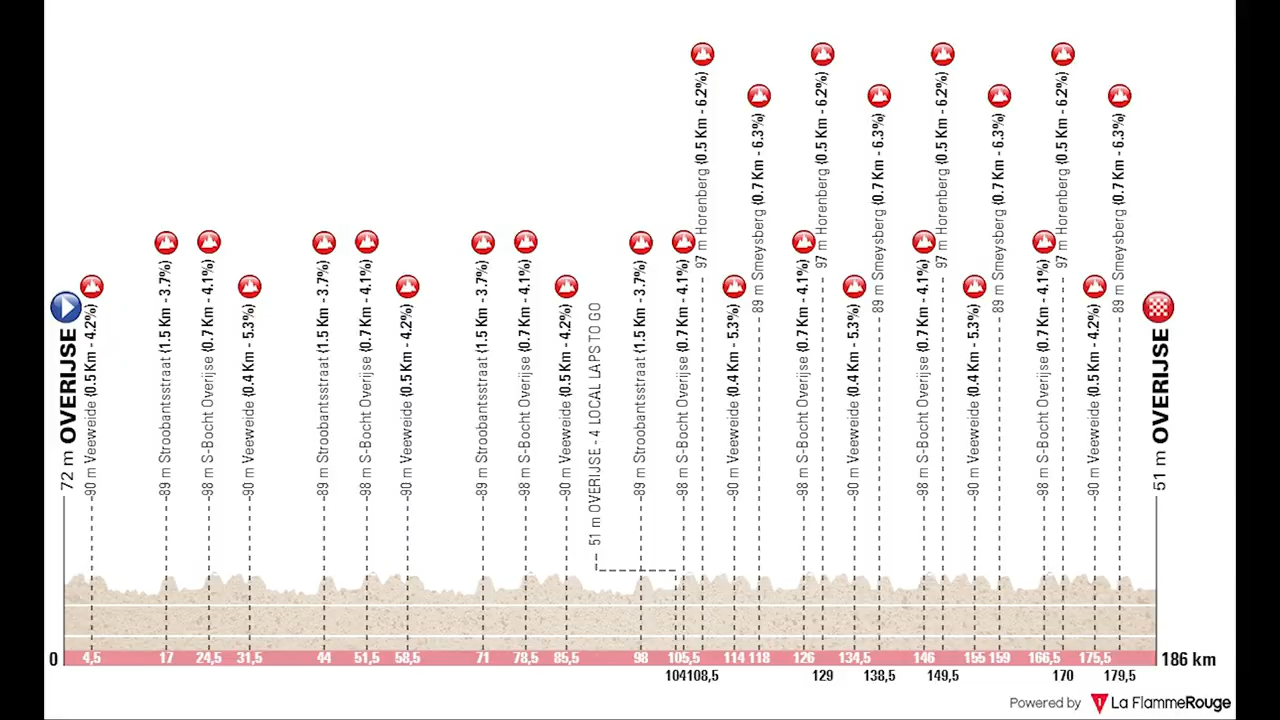 72 m OVERIJSE
90 m Veeweide (0.5 Km - 4.2%)
89 m Stroobantsstraat (1.5 Km - 3.7%)
98 m S-Bocht Overijse (0.7 Km - 4.1%)
90 m Veeweide (0.4 Km - 5.3%)
89 m Stroobantsstraat (1.5 Km - 3.7%)
98 m S-Bocht Overijse (0.7 Km - 4.1%)
90 m Veeweide (0.5 Km - 4.2%)
89 m Stroobantsstraat (1.5 Km - 3.7%)
98 m S-Bocht Overijse (0.7 Km - 4.1%)
90 m Veeweide (0.5 Km - 4.2%)
51 m OVERIJSE - 4 LOCAL LAPS TO GO
89 m Stroobantsstraat (1.5 Km - 3.7%)
98 m S-Bocht Overijse (0.7 Km - 4.1%)
97 m Horenberg (0.5 Km - 6.2%)
90 m Veeweide (0.4 Km - 5.3%)
89 m Smeysberg (0.7 Km - 6.3%)
98 m S-Bocht Overijse (0.7 Km - 4.1%)
97 m Horenberg (0.5 Km - 6.2%)
90 m Veeweide (0.4 Km - 5.3%)
89 m Smeysberg (0.7 Km - 6.3%)
98 m S-Bocht Overijse (0.7 Km - 4.1%)
97 m Horenberg (0.5 Km - 6.2%)
90 m Veeweide (0.4 Km - 5.3%)
89 m Smeysberg (0.7 Km - 6.3%)
98 m S-Bocht Overijse (0.7 Km - 4.1%)
97 m Horenberg (0.5 Km - 6.2%)
90 m Veeweide (0.5 Km - 4.2%)
89 m Smeysberg (0.7 Km - 6.3%)
51 m OVERIJSE
0 4,5 17 24,5 31,5 44 51,5 58,5 71 78,5 85,5 98 105,5 114 118 126 134,5 146 155 159 166,5 175,5 186 km
104 108,5 129 138,5 149,5 170 179,5
Powered by La FlammeRouge